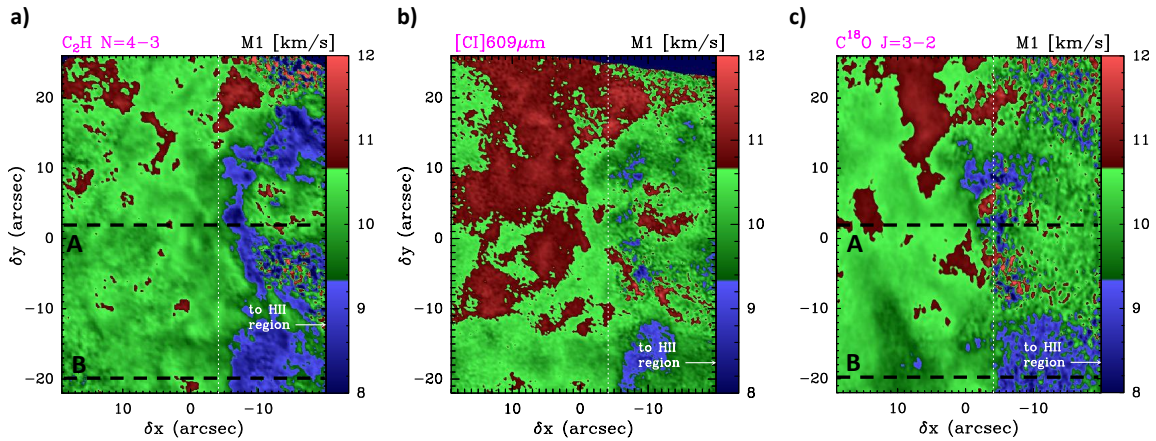 a)
C₂H N=4−3
M1 [km/s]
12
11
10
9
8
20
10
0
−10
−20
δy (arcsec)
A
B
to HII
region
10
0
−10
δx (arcsec)
b)
[CI]609μm
M1 [km/s]
12
11
10
9
8
20
10
0
−10
−20
δy (arcsec)
to HII
region
10
0
−10
δx (arcsec)
c)
C¹⁸O J=3−2
M1 [km/s]
12
11
10
9
8
20
10
0
−10
−20
δy (arcsec)
A
B
to HII
region
10
0
−10
δx (arcsec)